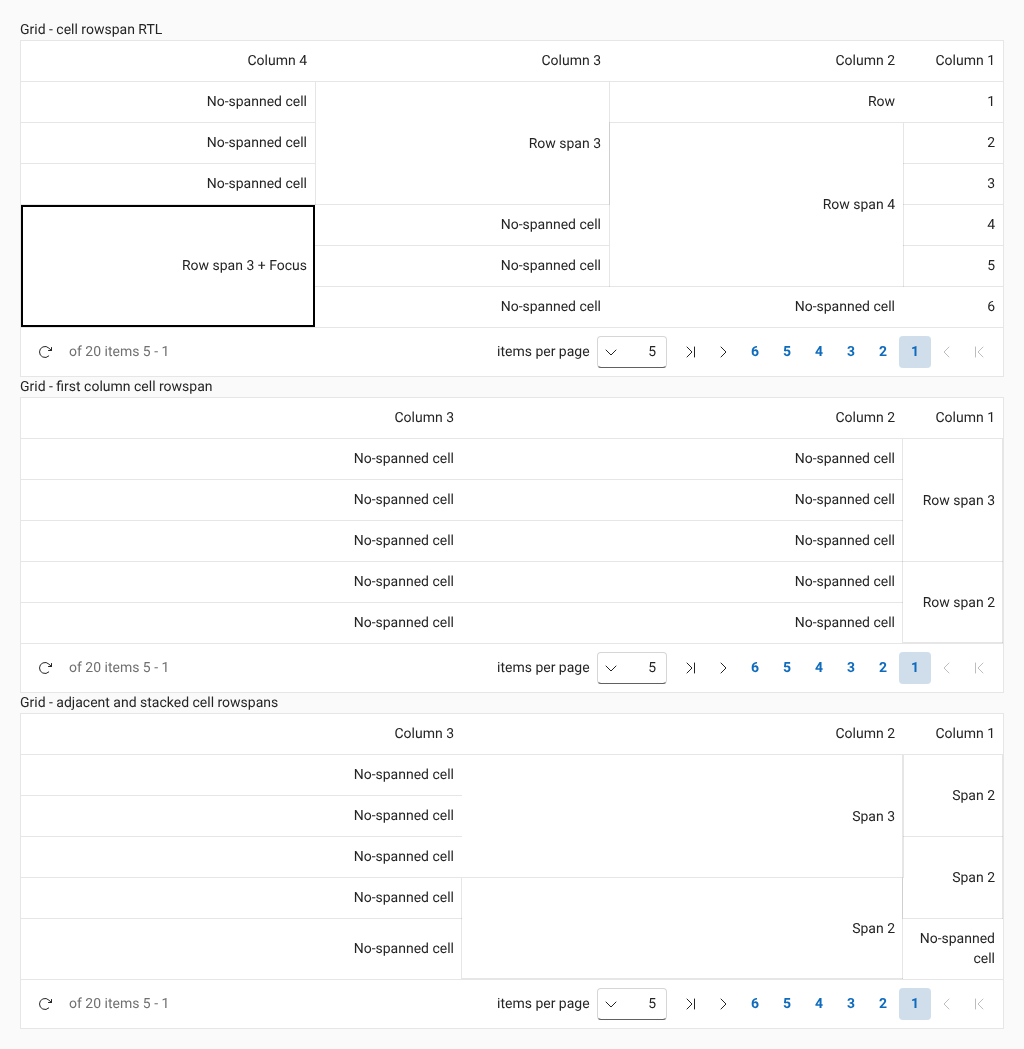 Grid - cell rowspan RTL
Column 4 Column 3 Column 2 Column 1
No-spanned cell Row 1
No-spanned cell Row span 3 2
No-spanned cell 3
Row span 4
No-spanned cell 4
Row span 3 + Focus No-spanned cell 5
No-spanned cell No-spanned cell 6
of 20 items 5 - 1 items per page 5 6 5 4 3 2 1
Grid - first column cell rowspan
Column 3 Column 2 Column 1
No-spanned cell No-spanned cell
No-spanned cell No-spanned cell Row span 3
No-spanned cell No-spanned cell
No-spanned cell No-spanned cell
Row span 2
No-spanned cell No-spanned cell
of 20 items 5 - 1 items per page 5 6 5 4 3 2 1
Grid - adjacent and stacked cell rowspans
Column 3 Column 2 Column 1
No-spanned cell
Span 2
No-spanned cell Span 3
No-spanned cell
Span 2
No-spanned cell
Span 2
No-spanned cell No-spanned
cell
of 20 items 5 - 1 items per page 5 6 5 4 3 2 1